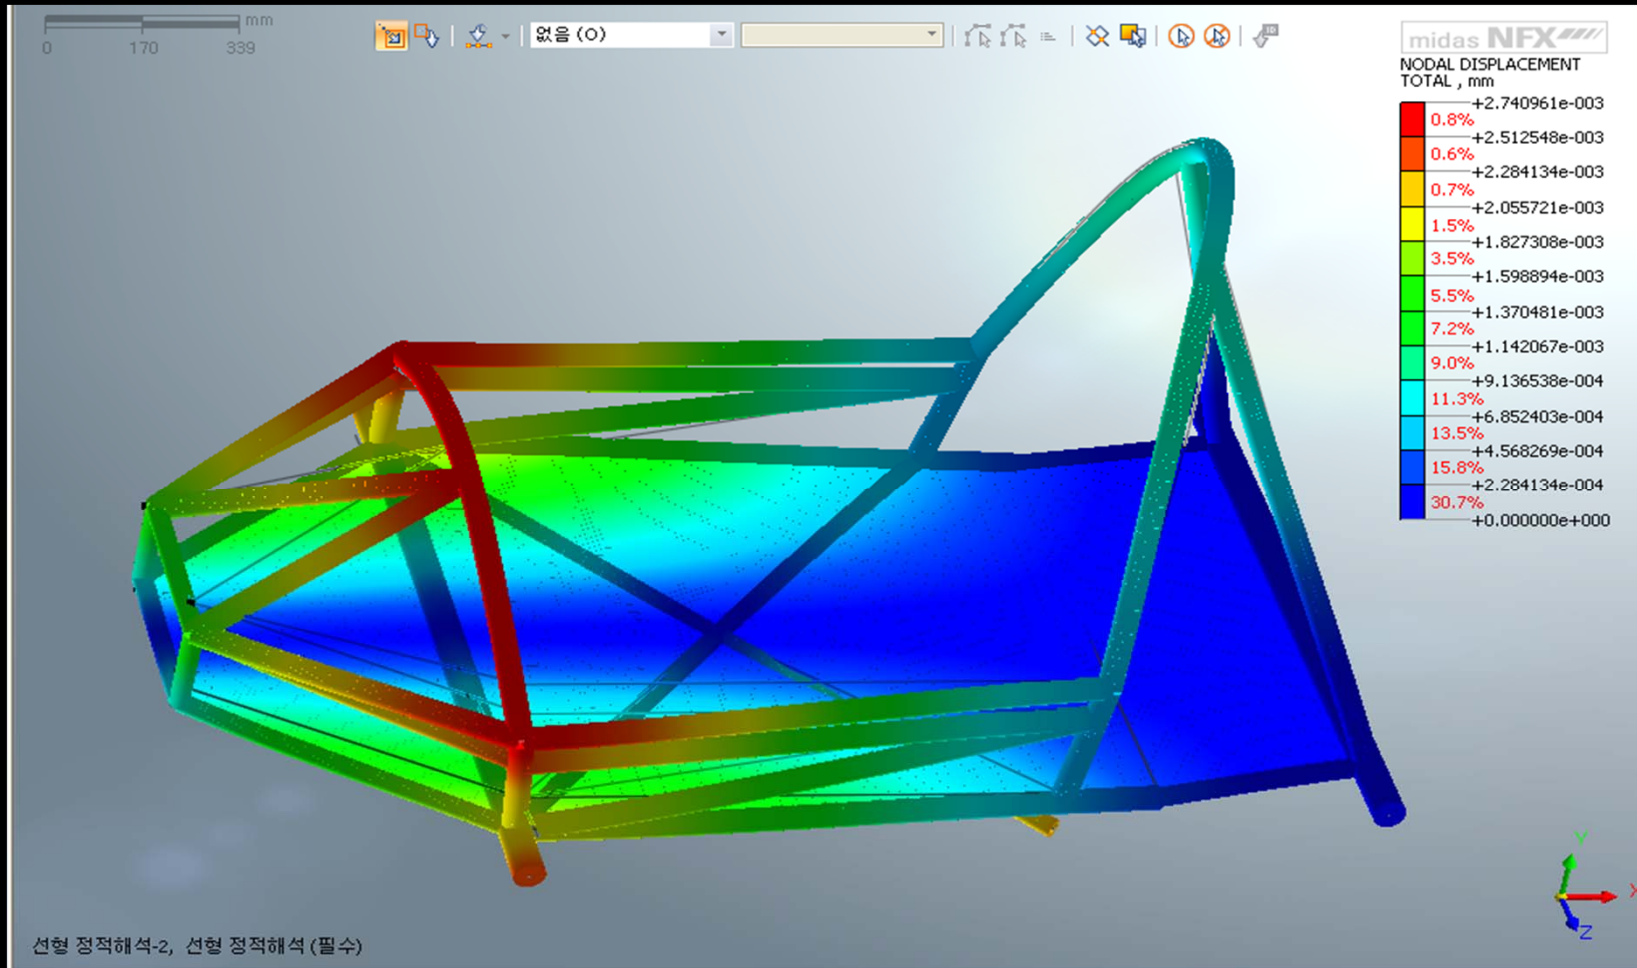 mm
0 170 339
없음 (0)
midas NFX
NODAL DISPLACEMENT
TOTAL , mm
+2.740961e-003
0.8%
+2.512548e-003
0.6%
+2.284134e-003
0.7%
+2.055721e-003
1.5%
+1.827308e-003
3.5%
+1.598894e-003
5.5%
+1.370481e-003
7.2%
+1.142067e-003
9.0%
+9.136538e-004
11.3%
+6.852403e-004
13.5%
+4.568269e-004
15.8%
+2.284134e-004
30.7%
+0.000000e+000
Y
X
Z
선형 정적해석-2, 선형 정적해석 (필수)